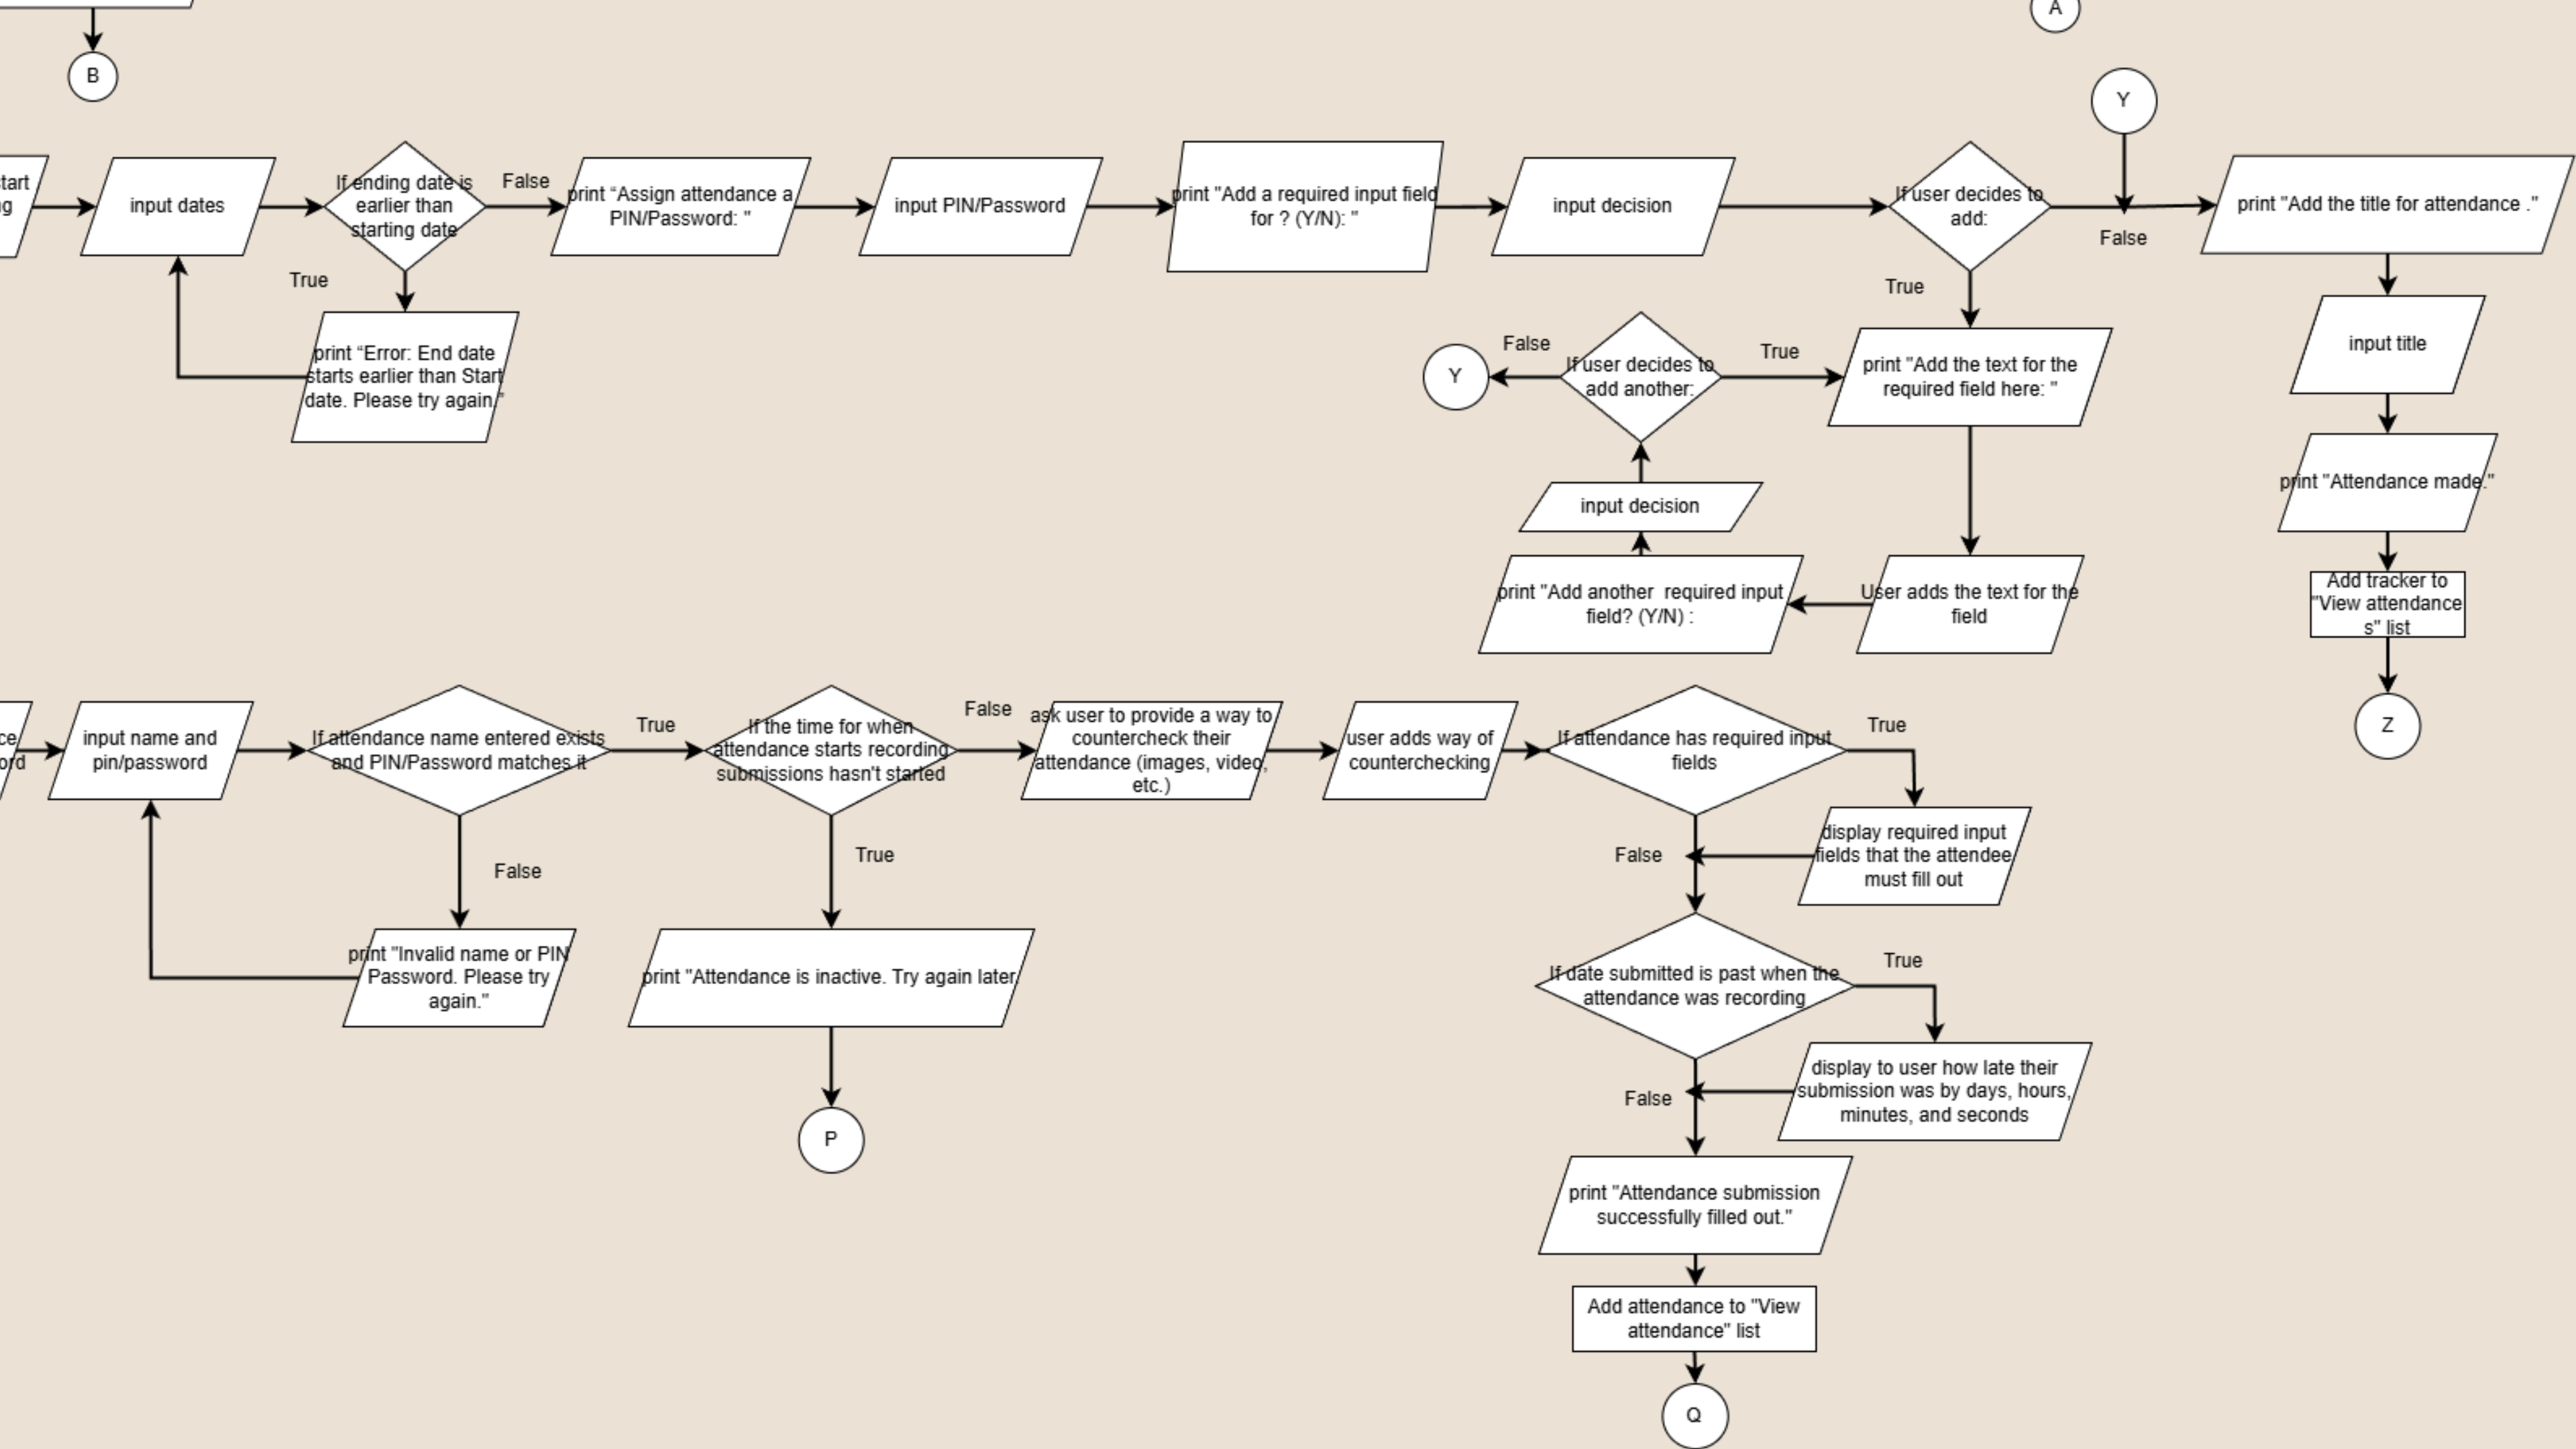 A
B
Y
tart
ng
input dates
If ending date is
earlier than
starting date
False
print “Assign attendance a
PIN/Password: "
input PIN/Password
print "Add a required input field
for ? (Y/N): "
input decision
If user decides to
add:
False
print "Add the title for attendance ."
True
print “Error: End date
starts earlier than Start
date. Please try again."
True
input title
Y
False
If user decides to
add another:
True
print "Add the text for the
required field here: "
print "Attendance made."
input decision
print "Add another  required input
field? (Y/N) :
User adds the text for the
field
Add tracker to
"View attendance
s" list
Z
ce
ord
input name and
pin/password
If attendance name entered exists
and PIN/Password matches it
True
If the time for when
attendance starts recording
submissions hasn't started
False
ask user to provide a way to
countercheck their
attendance (images, video,
etc.)
user adds way of
counterchecking
If attendance has required input
fields
True
False
True
False
display required input
fields that the attendee
must fill out
print "Invalid name or PIN
Password. Please try
again."
print "Attendance is inactive. Try again later.
If date submitted is past when the
attendance was recording
True
P
False
display to user how late their
submission was by days, hours,
minutes, and seconds
print "Attendance submission
successfully filled out."
Add attendance to "View
attendance" list
Q